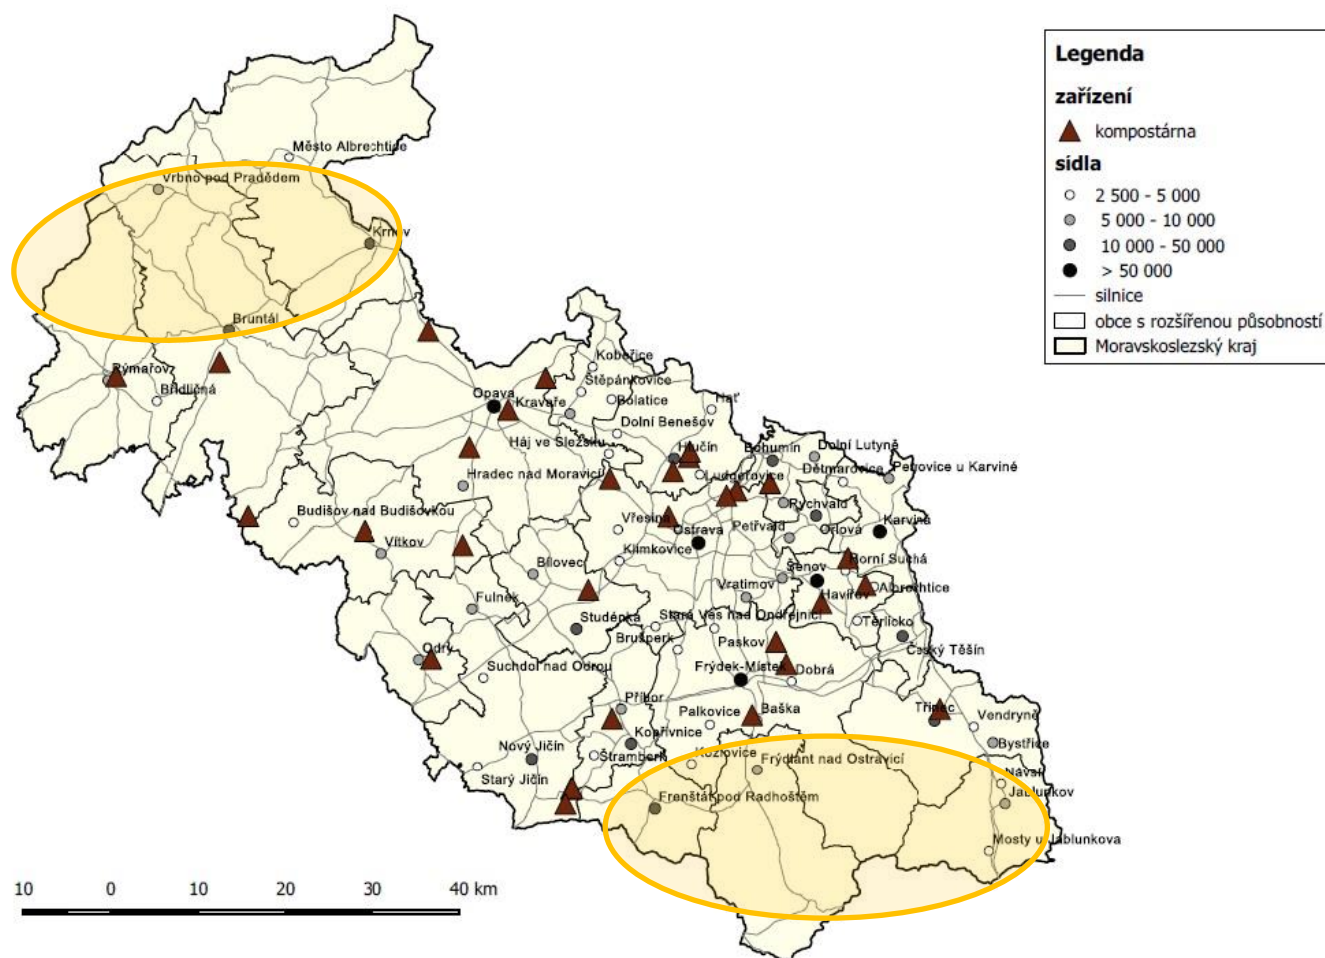 Legenda
zařízení
kompostárna
sídla
2 500 - 5 000
5 000 - 10 000
10 000 - 50 000
> 50 000
silnice
obce s rozšířenou působností
Moravskoslezský kraj
Město Albrechtice
Vrbno pod Pradědem
Krnov
Bruntál
Rýmařov
Břidličná
Kobeřice
Štěpánkovice
Bolatice
Hať
Opava
Kravaře
Dolní Benešov
Háj ve Slezsku
Hlučín
Bohumín
Dolní Lutyně
Dětmarovice
Petrovice u Karviné
Ludgeřovice
Hradec nad Moravicí
Budišov nad Budišovkou
Vítkov
Vřesina
Ostrava
Petřvald
Rychvald
Orlová
Karviná
Klimkovice
Bílovec
Horní Suchá
Šenov
Albrechtice
Havířov
Vratimov
Fulnek
Studénka
Stará Ves nad Ondřejnicí
Brušperk
Paskov
Těrlicko
Český Těšín
Odry
Suchdol nad Odrou
Frýdek-Místek
Dobrá
Příbor
Palkovice
Baška
Třinec
Vendryně
Bystřice
Kopřivnice
Nový Jičín
Štramberk
Starý Jičín
Kozlovice
Frýdlant nad Ostravicí
Návsí
Jablunkov
Frenštát pod Radhoštěm
Mosty u Jablunkova
10 0 10 20 30 40 km